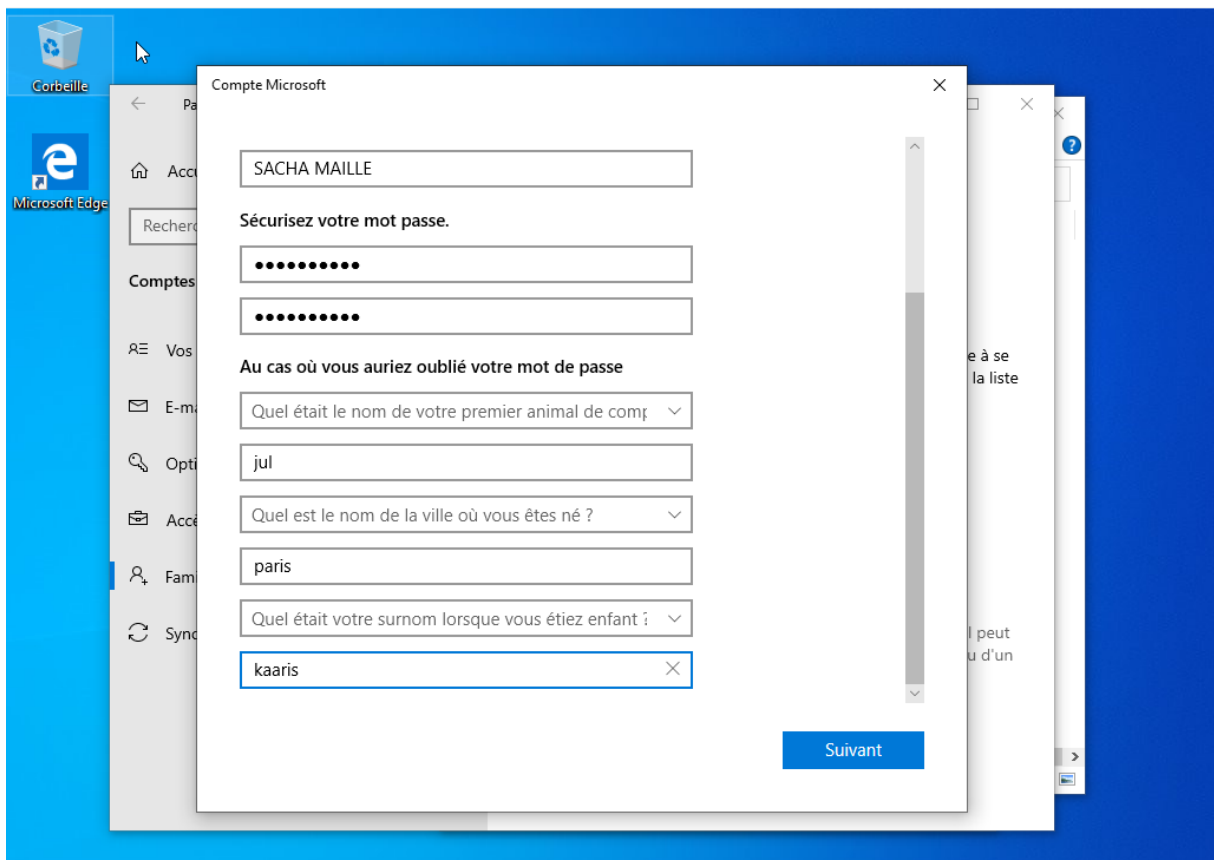 Corbeille
Microsoft Edge
Compte Microsoft
Pa
Accu
Recherc
Comptes
Vos
E-ma
Opti
Accè
Fami
Sync
SACHA MAILLE
Sécurisez votre mot passe.
●●●●●●●●●●
●●●●●●●●●●
Au cas où vous auriez oublié votre mot de passe
Quel était le nom de votre premier animal de comp
jul
Quel est le nom de la ville où vous êtes né ?
paris
Quel était votre surnom lorsque vous étiez enfant ?
kaaris
Suivant
e à se
la liste
l peut
u d'un